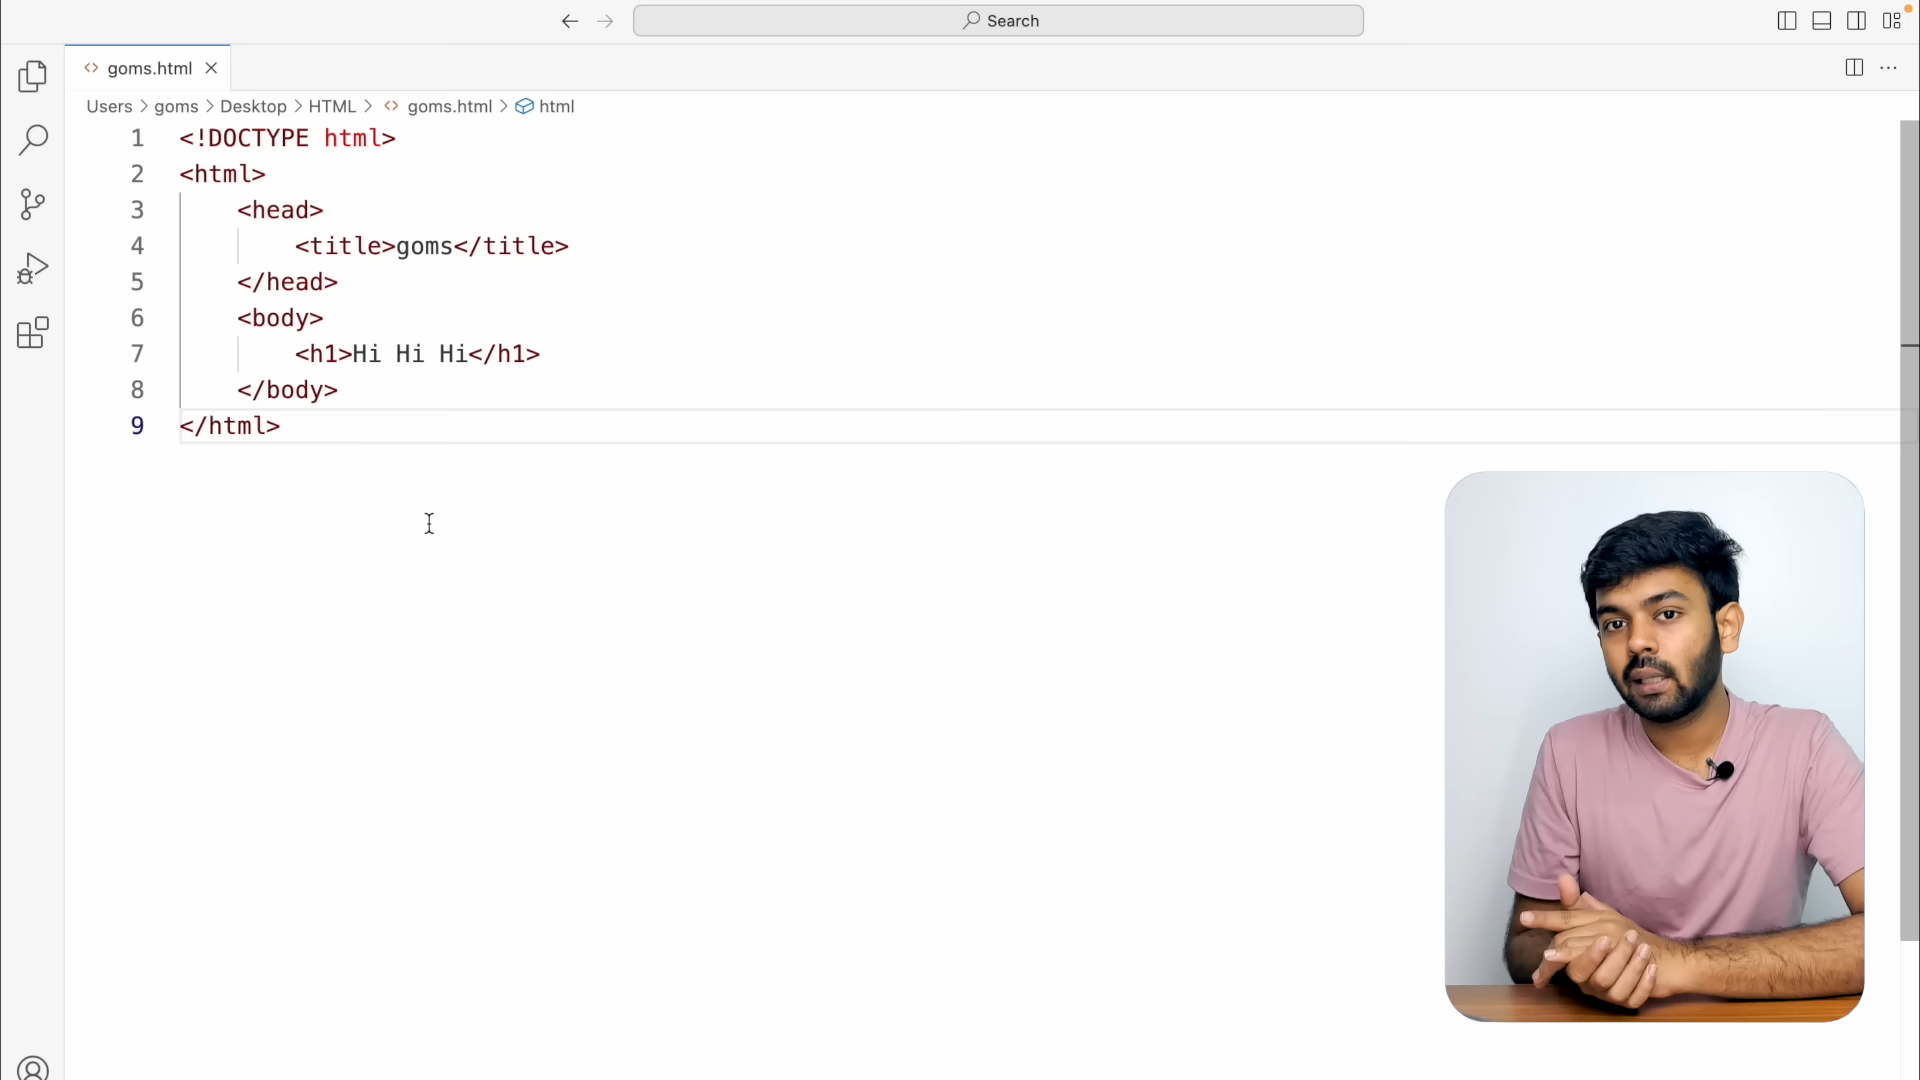 Search
goms.html
Users > goms > Desktop > HTML > goms.html > html
1 <!DOCTYPE html>
2 <html>
3     <head>
4         <title>goms</title>
5     </head>
6     <body>
7         <h1>Hi Hi Hi</h1>
8     </body>
9 </html>